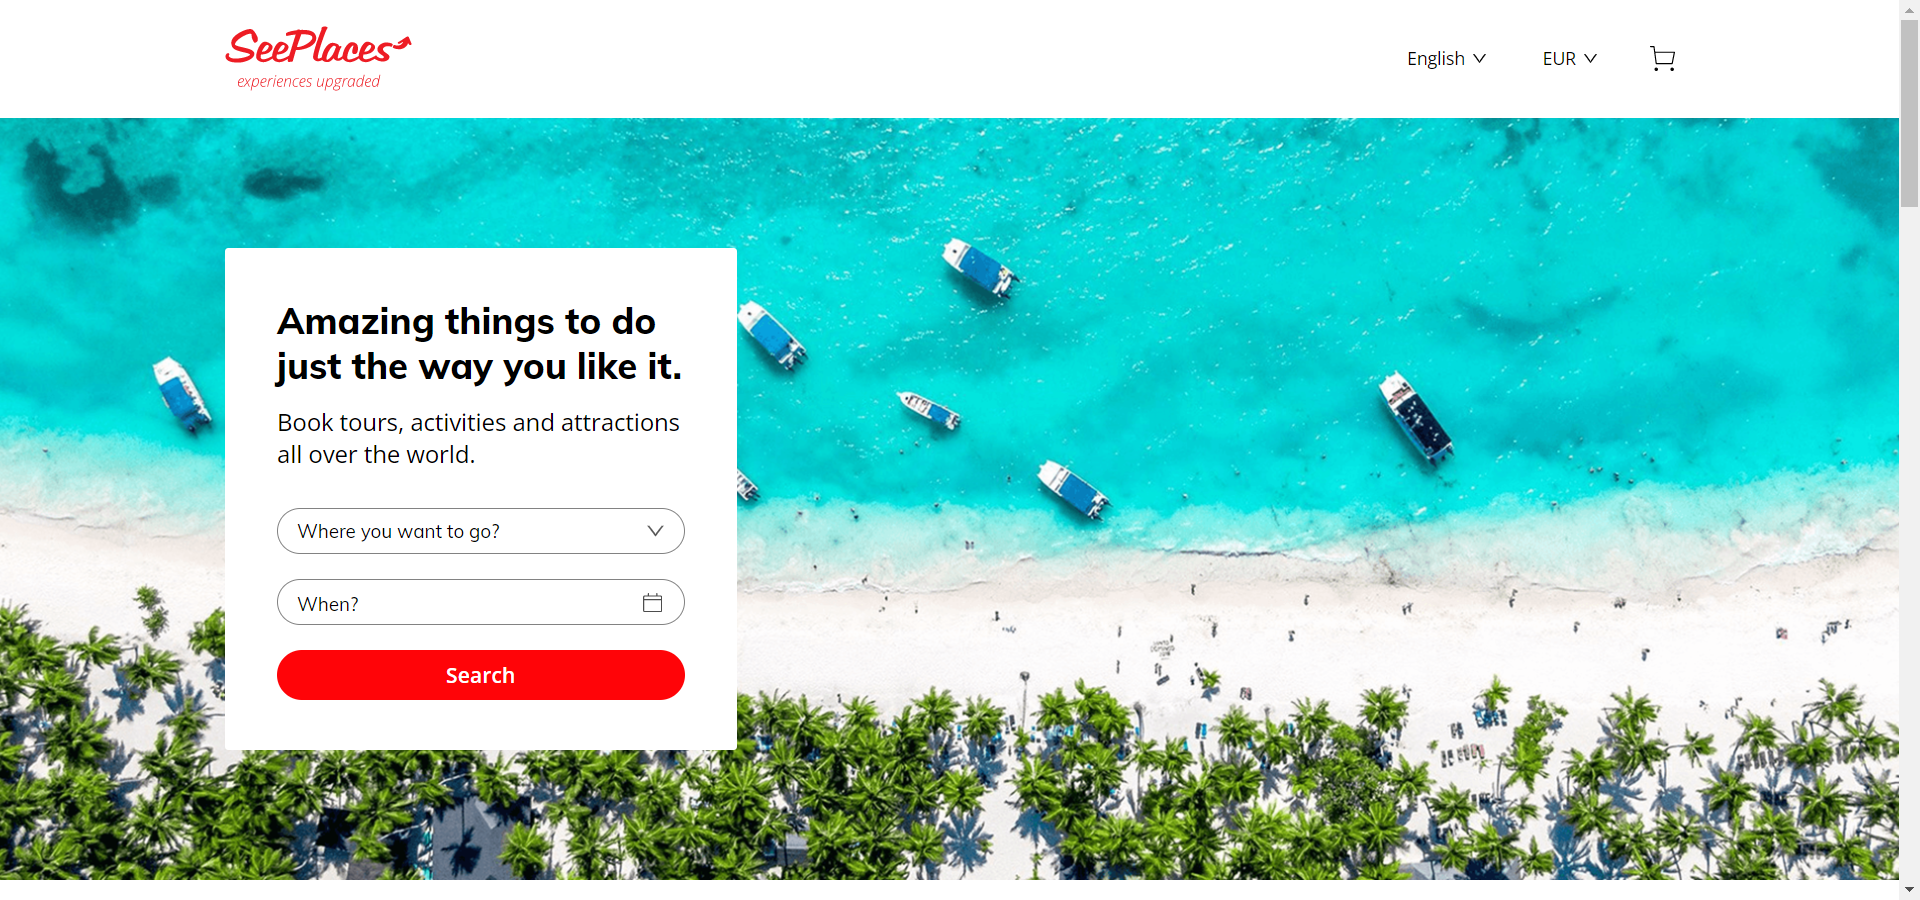 SeePlaces
experiences upgraded
English
EUR
Amazing things to do
just the way you like it.
Book tours, activities and attractions
all over the world.
Where you want to go?
When?
Search